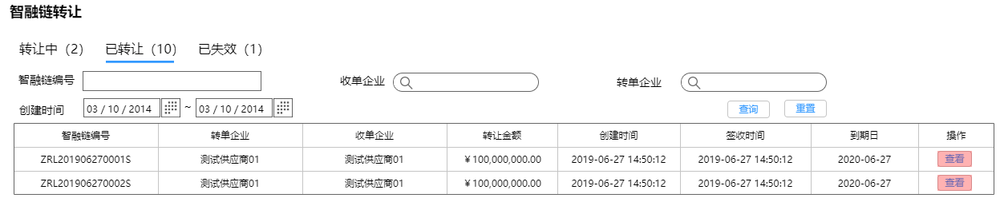 智融链转让
转让中（2） 已转让（10） 已失效（1）
智融链编号 收单企业 转单企业
创建时间 03 / 10 / 2014 ~ 03 / 10 / 2014 查询 重置
智融链编号 转单企业 收单企业 转让金额 创建时间 签收时间 到期日 操作
ZRL201906270001S 测试供应商01 测试供应商01 ￥100,000,000.00 2019-06-27 14:50:12 2019-06-27 14:50:12 2020-06-27 查看
ZRL201906270002S 测试供应商01 测试供应商01 ￥100,000,000.00 2019-06-27 14:50:12 2019-06-27 14:50:12 2020-06-27 查看